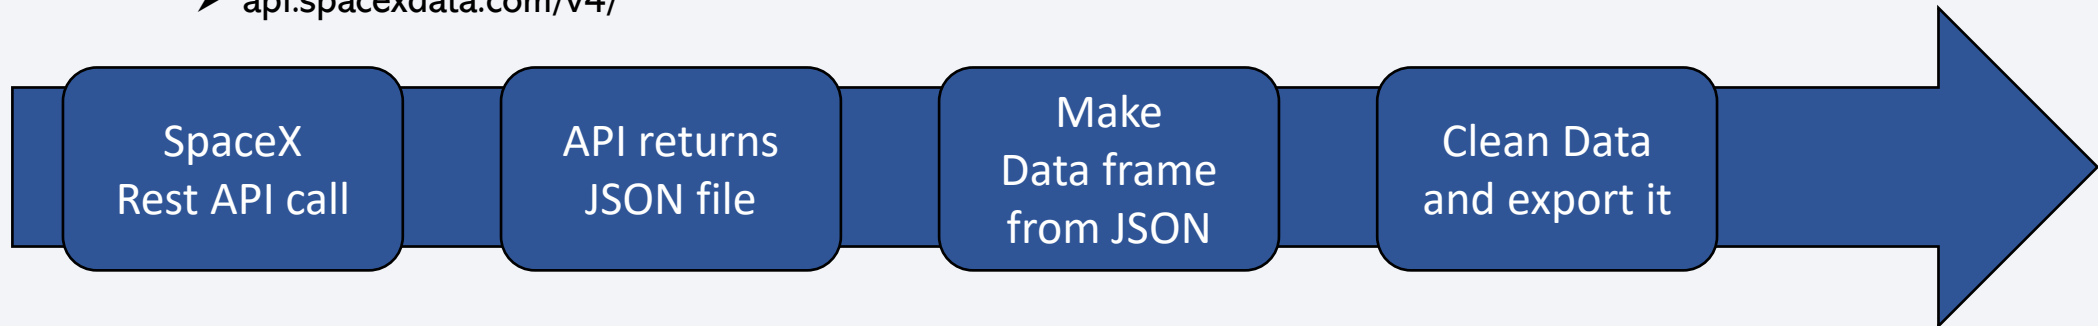 ➤ api.spacexdata.com/v4/
SpaceX
Rest API call
API returns
JSON file
Make
Data frame
from JSON
Clean Data
and export it